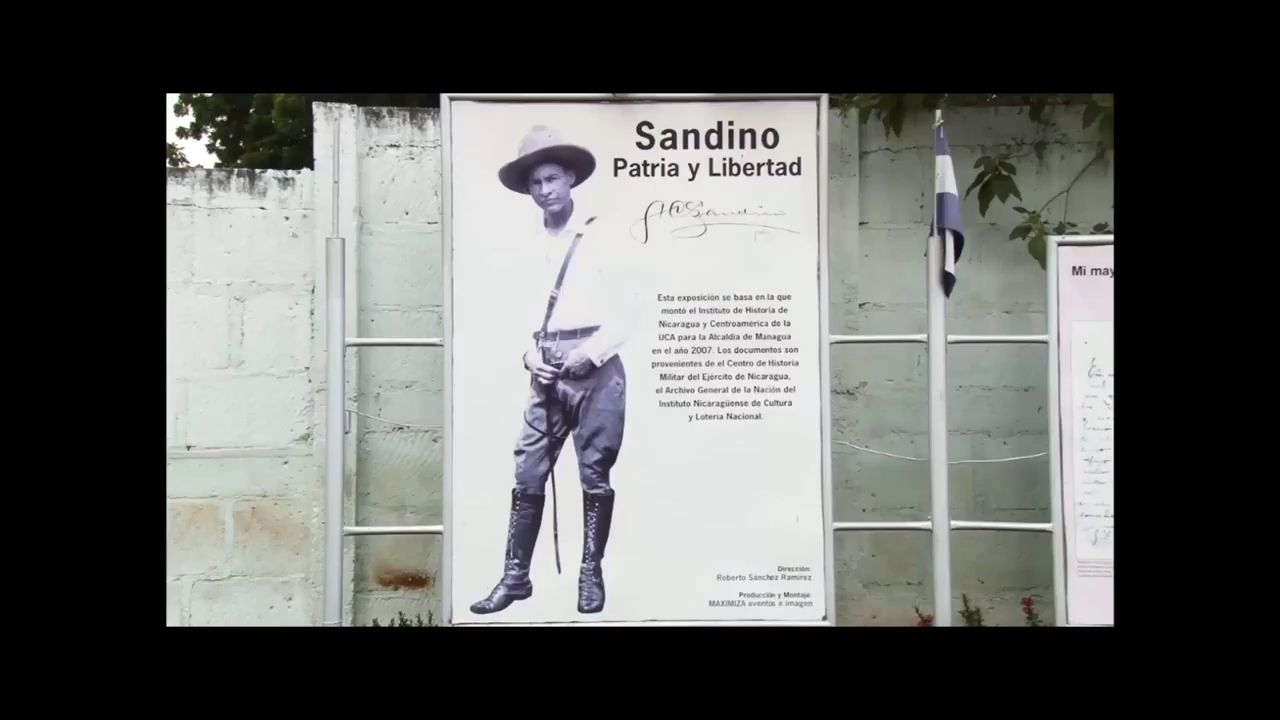 Sandino
Patria y Libertad
A C Sandino
Esta exposición se basa en la que
montó el Instituto de Historia de
Nicaragua y Centroamérica de la
UCA para la Alcaldía de Managua
en el año 2007. Los documentos son
provenientes de el Centro de Historia
Militar del Ejército de Nicaragua,
el Archivo General de la Nación del
Instituto Nicaragüense de Cultura
y Lotería Nacional.
Dirección:
Roberto Sánchez Ramírez
Producción y Montaje:
MAXIMIZA eventos e imagen
Mi may